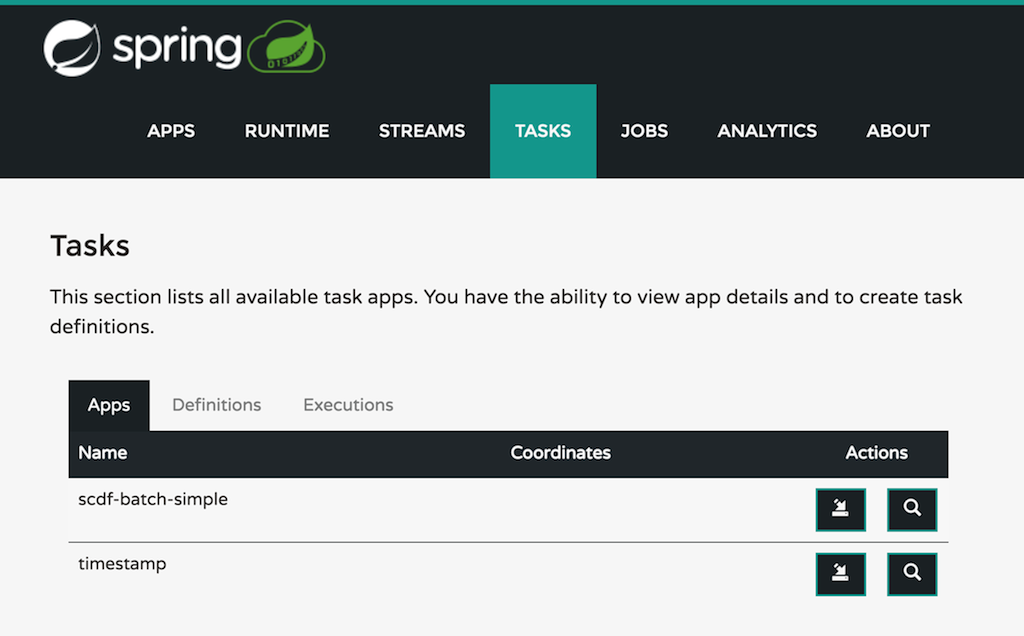 spring
APPS RUNTIME STREAMS TASKS JOBS ANALYTICS ABOUT
Tasks
This section lists all available task apps. You have the ability to view app details and to create task
definitions.
Apps Definitions Executions
Name Coordinates Actions
scdf-batch-simple
timestamp